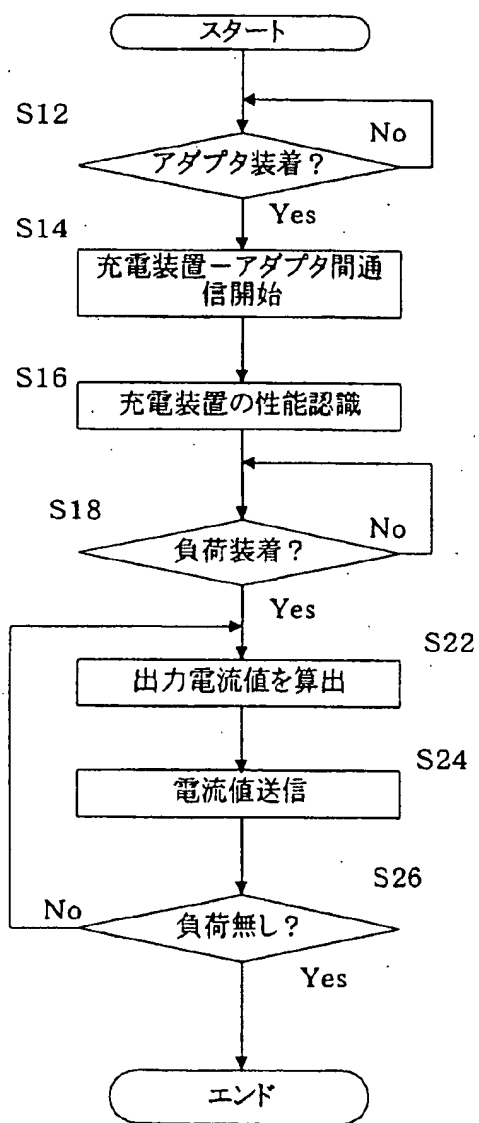 スタート
S12
No
アダプタ装着？
Yes
S14
充電装置－アダプタ間通
信開始
S16
充電装置の性能認識
S18
No
負荷装着？
Yes
S22
出力電流値を算出
S24
電流値送信
S26
No
負荷無し？
Yes
エンド